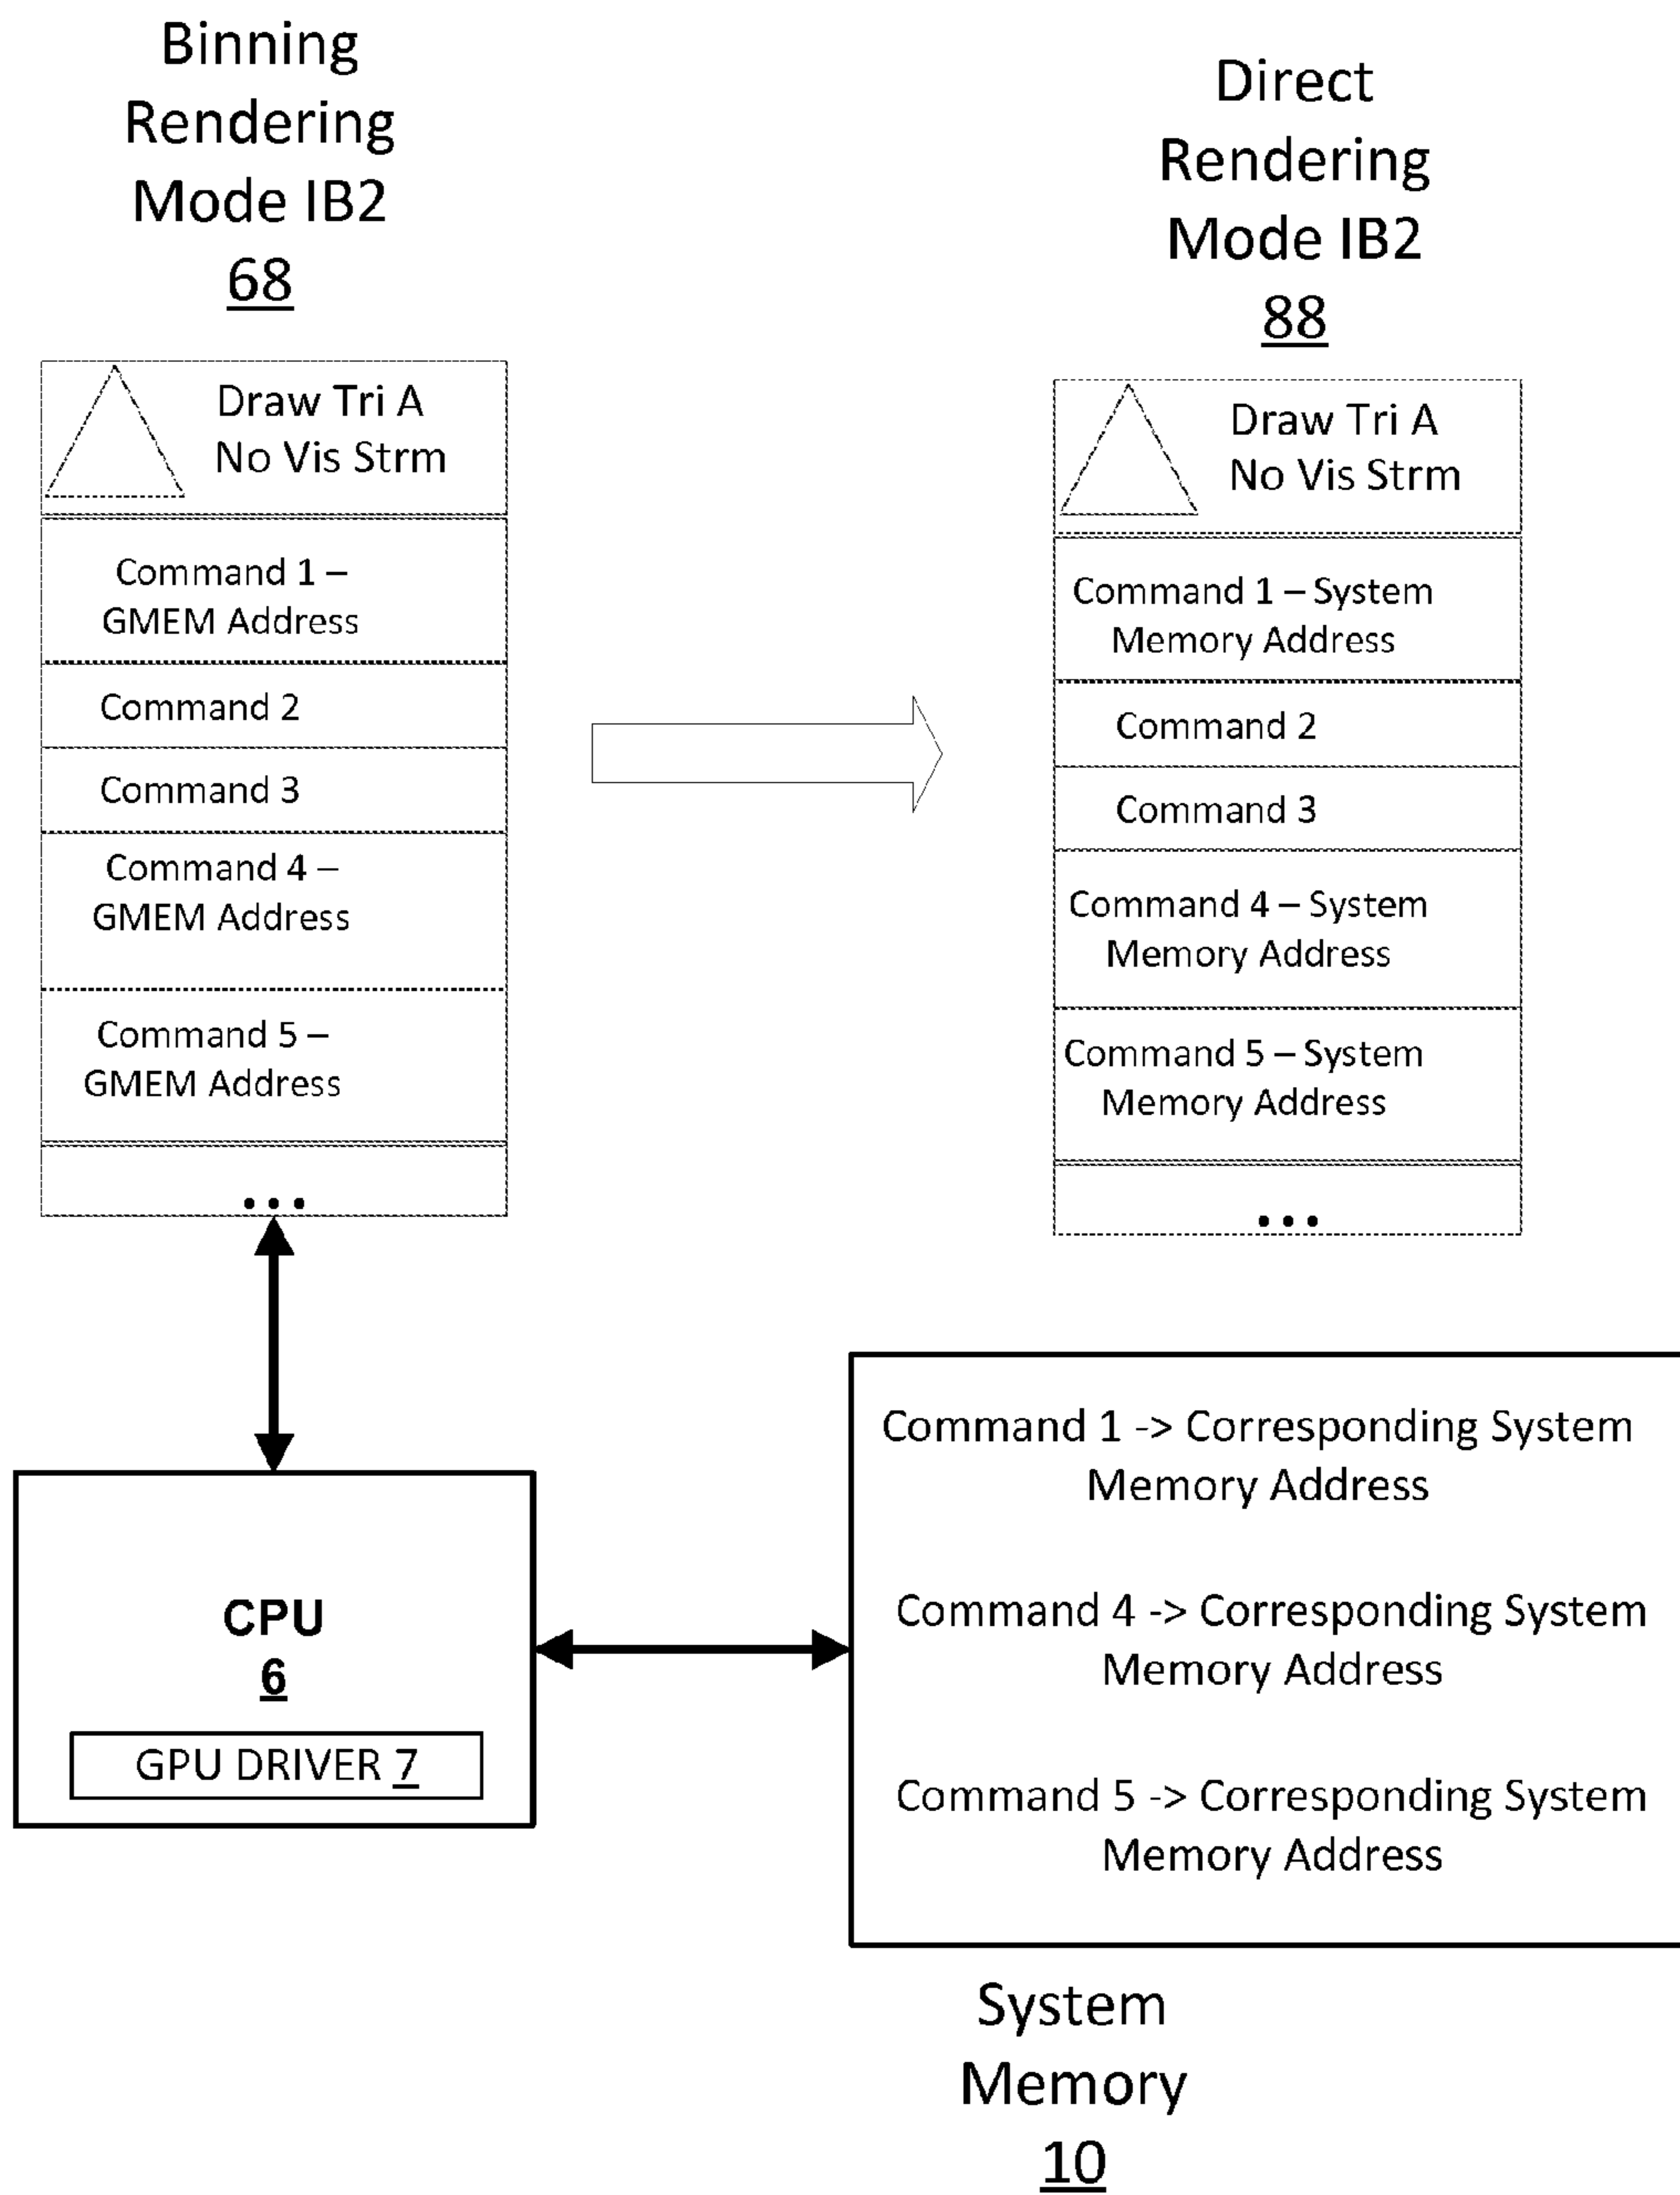 Binning
Rendering
Mode IB2
68
Draw Tri A
No Vis Strm
Command 1 –
GMEM Address
Command 2
Command 3
Command 4 –
GMEM Address
Command 5 –
GMEM Address
...
Direct
Rendering
Mode IB2
88
Draw Tri A
No Vis Strm
Command 1 – System
Memory Address
Command 2
Command 3
Command 4 – System
Memory Address
Command 5 – System
Memory Address
...
CPU
6
GPU DRIVER 7
Command 1 -> Corresponding System
Memory Address
Command 4 -> Corresponding System
Memory Address
Command 5 -> Corresponding System
Memory Address
System
Memory
10